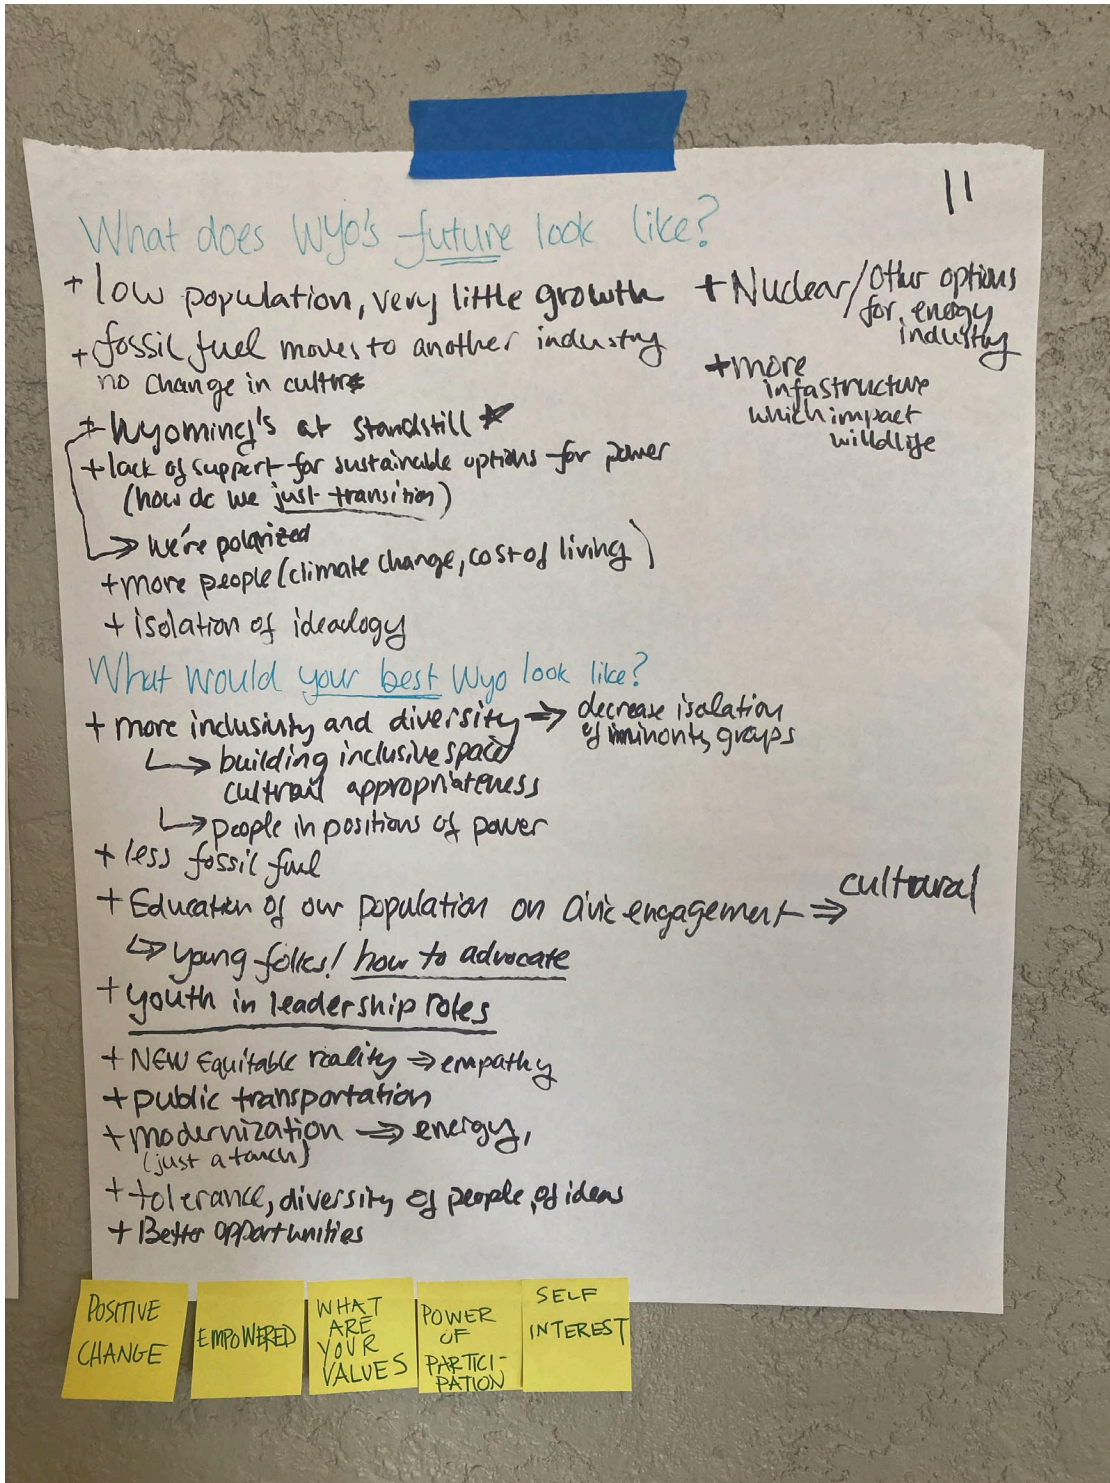 11
What does Wyo's future look like?
+ low population, very little growth
+ fossil fuel moves to another industry
no change in culture
+ Wyoming's at standstill
+ lack of support for sustainable options for power
(how do we just transition)
→ We're polarized
+ more people (climate change, cost of living)
+ isolation of idealogy
+ Nuclear/Other options
for energy
industry
+ more
infastructure
which impact
willdlife
What would your best Wyo look like?
+ more inclusivity and diversity ⇒ decrease isolation
of minority groups
↳ building inclusive space
cultural appropriateness
↳ people in positions of power
+ less fossil fuel
+ Education of our population on civic engagement ⇒ cultural
↳ young folks! how to advocate
+ youth in leadership roles
+ NEW Equitable reality ⇒ empathy
+ public transportation
+ modernization ⇒ energy,
(just a touch)
+ tolerance, diversity of people, of ideas
+ Better opportunities
POSITIVE
CHANGE
EMPOWERED
WHAT
ARE
YOUR
VALUES
POWER
OF
PARTICI-
PATION
SELF
INTEREST